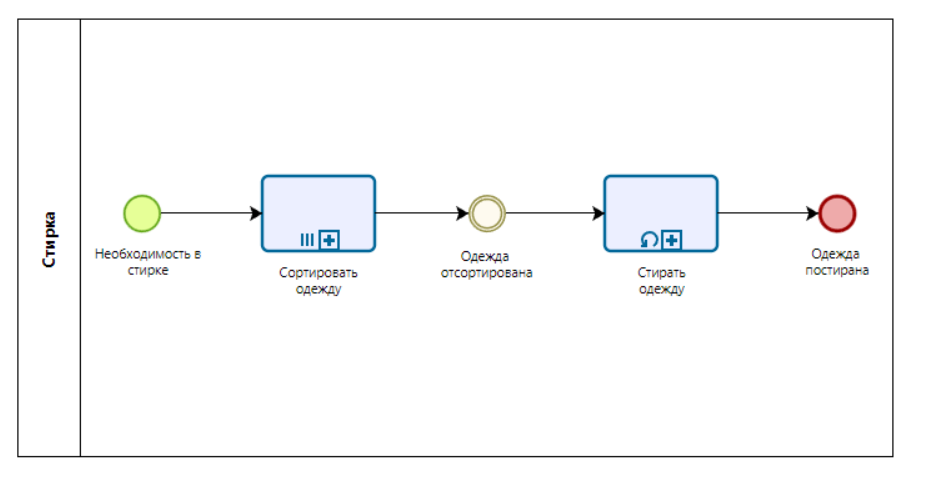 Стирка
Необходимость в
стирке
Сортировать
одежду
Одежда
отсортирована
Стирать
одежду
Одежда
постирана